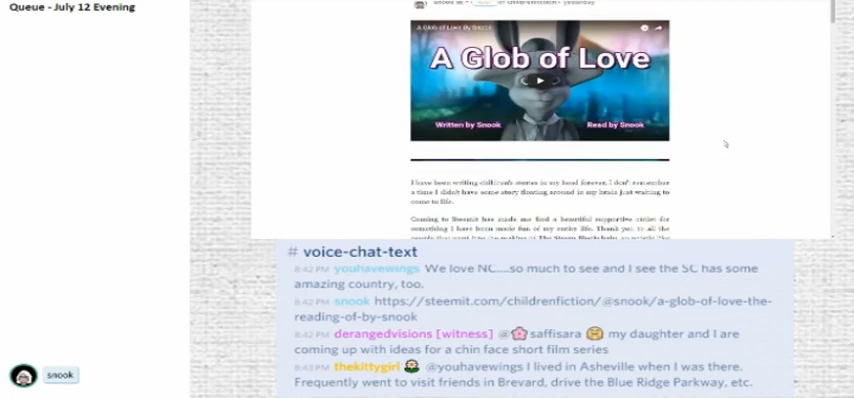 Queue - July 12 Evening
in childrenfiction · yesterday
A Glob of Love By Snook
A Glob of Love
Written by Snook
Read by Snook
I have been writing children's stories in my head forever. I don't remember
a time I didn't have some story floating around in my brain just waiting to
come to life.
Coming to Steemit has made me find a beautiful supportive outlet for
something I have been made fun of my entire life. Thank you to all the
# voice-chat-text
8:42 PM youhavewings We love NC....so much to see and I see the SC has some
amazing country, too.
8:42 PM snook https://steemit.com/childrenfiction/@snook/a-glob-of-love-the-
reading-of-by-snook
8:42 PM derangedvisions [witness] @🌸saffisara my daughter and I are
coming up with ideas for a chin face short film series
8:43 PM thekittygirl @youhavewings I lived in Asheville when I was there.
Frequently went to visit friends in Brevard, drive the Blue Ridge Parkway, etc.
snook